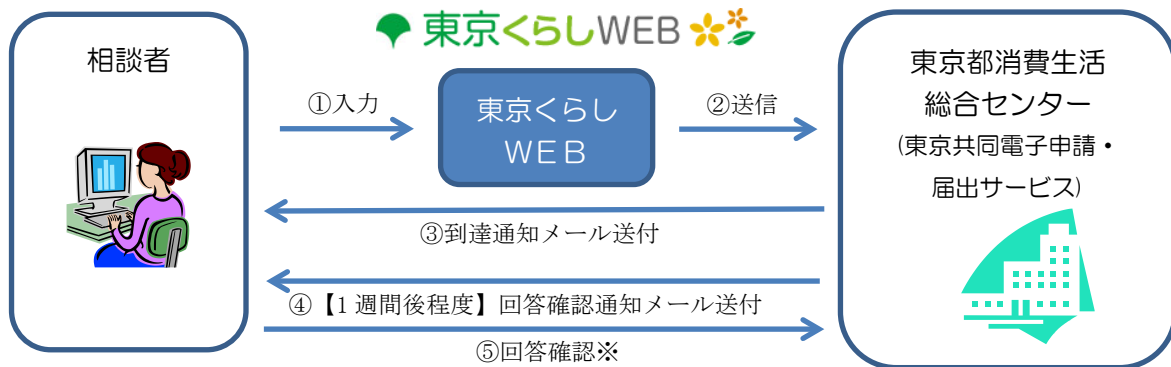 東京くらしWEB
相談者
①入力
東京くらし
ＷＥＢ
②送信
東京都消費生活
総合センター
(東京共同電子申請・
届出サービス)
③到達通知メール送付
④【1 週間後程度】回答確認通知メール送付
⑤回答確認※